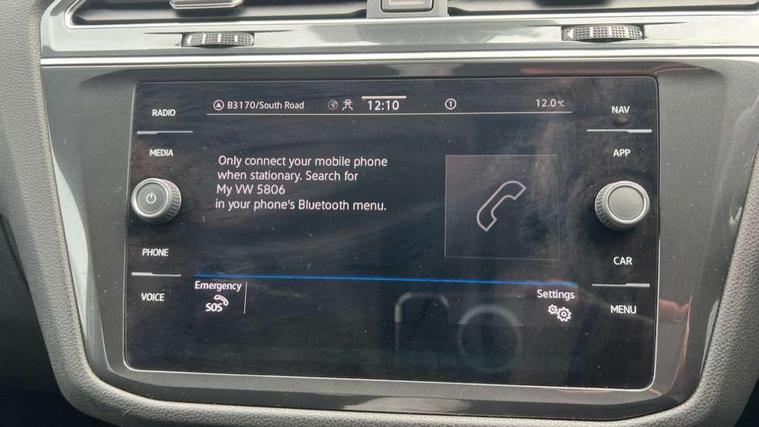 RADIO
B3170/South Road
12:10
12.0°C
NAV
MEDIA
APP
Only connect your mobile phone
when stationary. Search for
My VW 5806
in your phone's Bluetooth menu.
PHONE
CAR
VOICE
Emergency
SOS
Settings
MENU